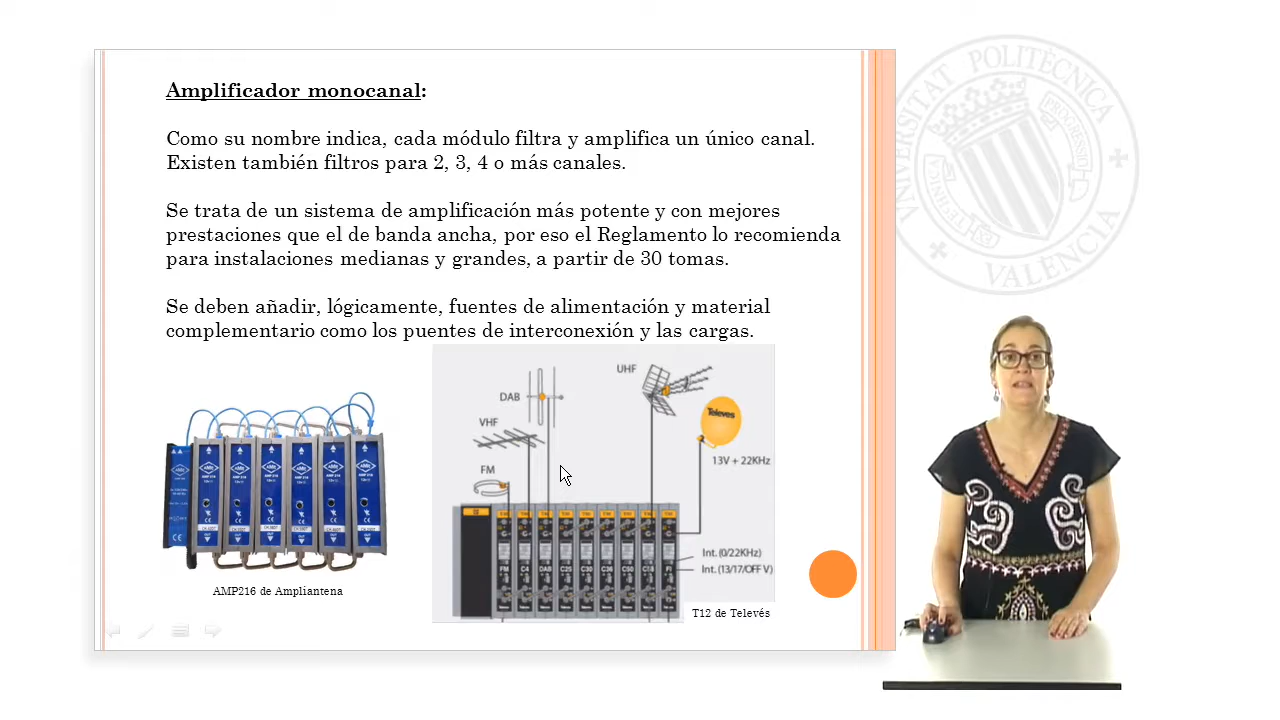 Amplificador monocanal:
Como su nombre indica, cada módulo filtra y amplifica un único canal.
Existen también filtros para 2, 3, 4 o más canales.
Se trata de un sistema de amplificación más potente y con mejores
prestaciones que el de banda ancha, por eso el Reglamento lo recomienda
para instalaciones medianas y grandes, a partir de 30 tomas.
Se deben añadir, lógicamente, fuentes de alimentación y material
complementario como los puentes de interconexión y las cargas.
UHF
DAB
Televes
VHF
13V + 22KHz
FM
FM C4 DAB C25 C30 C36 C50 FI
Int. (0/22KHz)
Int. (13/17/OFF V)
AMP216 de Ampliantena
T12 de Televés
UNIVERSITAT POLITÈCNICA
DE VALÈNCIA